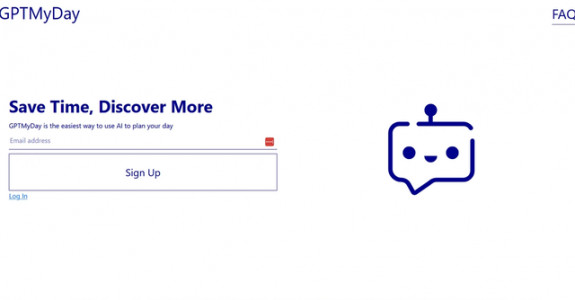 GPTMyDay
FAQ
Save Time, Discover More
GPTMyDay is the easiest way to use AI to plan your day
Email address
Sign Up
Log In